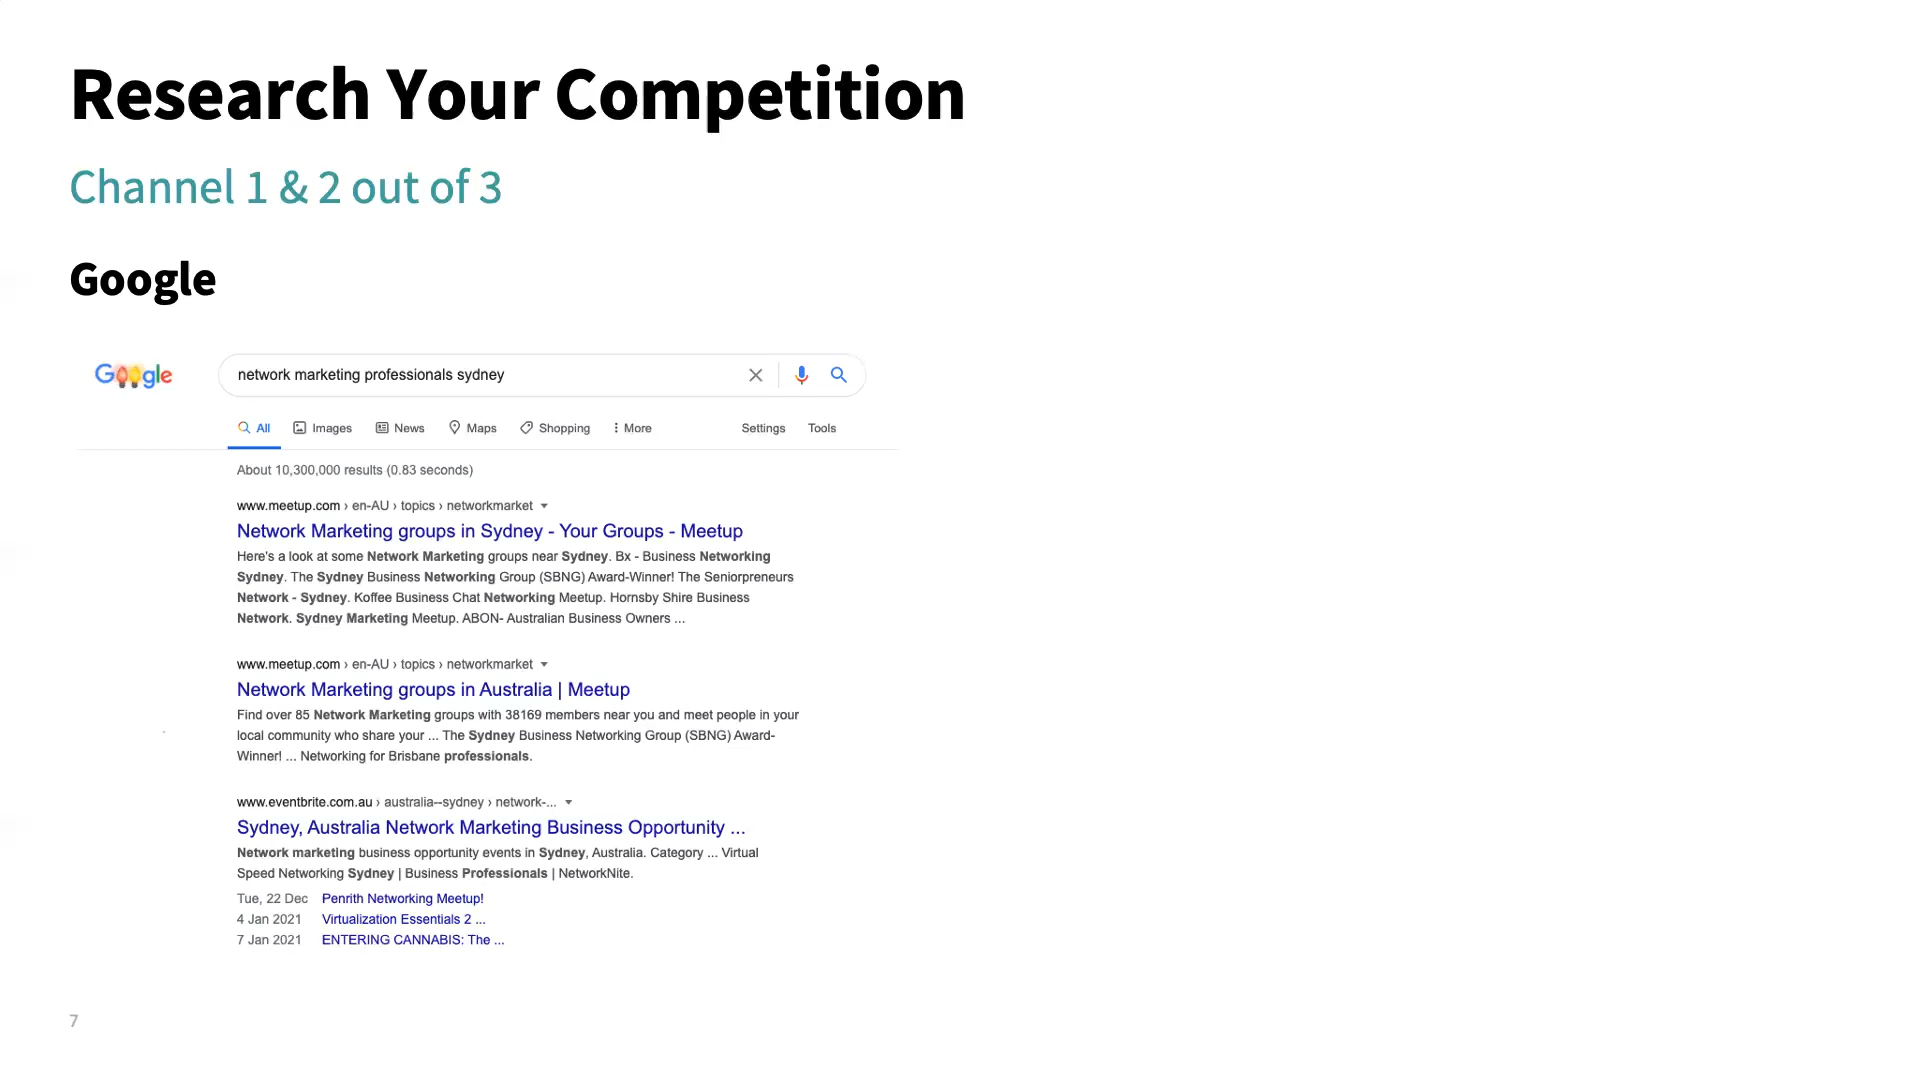 Research Your Competition
Channel 1 & 2 out of 3
Google
Google
network marketing professionals sydney
All Images News Maps Shopping More Settings Tools
About 10,300,000 results (0.83 seconds)
www.meetup.com › en-AU › topics › networkmarket
Network Marketing groups in Sydney - Your Groups - Meetup
Here's a look at some Network Marketing groups near Sydney. Bx - Business Networking
Sydney. The Sydney Business Networking Group (SBNG) Award-Winner! The Seniorpreneurs
Network - Sydney. Koffee Business Chat Networking Meetup. Hornsby Shire Business
Network. Sydney Marketing Meetup. ABON- Australian Business Owners ...
www.meetup.com › en-AU › topics › networkmarket
Network Marketing groups in Australia | Meetup
Find over 85 Network Marketing groups with 38169 members near you and meet people in your
local community who share your ... The Sydney Business Networking Group (SBNG) Award-
Winner! ... Networking for Brisbane professionals.
www.eventbrite.com.au › australia--sydney › network-...
Sydney, Australia Network Marketing Business Opportunity ...
Network marketing business opportunity events in Sydney, Australia. Category ... Virtual
Speed Networking Sydney | Business Professionals | NetworkNite.
Tue, 22 Dec Penrith Networking Meetup!
4 Jan 2021 Virtualization Essentials 2 ...
7 Jan 2021 ENTERING CANNABIS: The ...
7